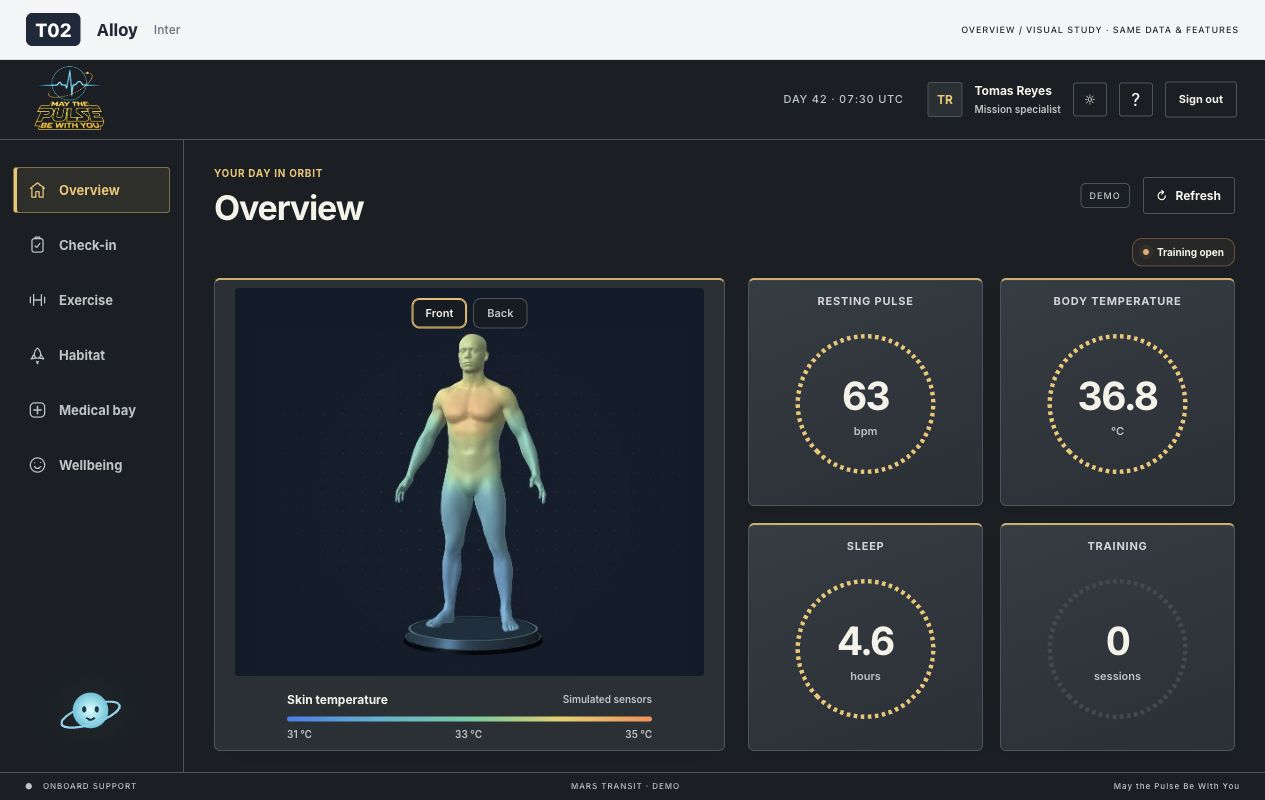 T02 Alloy Inter
OVERVIEW / VISUAL STUDY · SAME DATA & FEATURES
MAY THE
PULSE
BE WITH YOU
DAY 42 · 07:30 UTC
TR
Tomas Reyes
Mission specialist
?
Sign out
Overview
Check-in
Exercise
Habitat
Medical bay
Wellbeing
YOUR DAY IN ORBIT
Overview
DEMO
Refresh
Training open
Front
Back
Skin temperature
Simulated sensors
31 °C
33 °C
35 °C
RESTING PULSE
63
bpm
BODY TEMPERATURE
36.8
°C
SLEEP
4.6
hours
TRAINING
0
sessions
ONBOARD SUPPORT
MARS TRANSIT · DEMO
May the Pulse Be With You